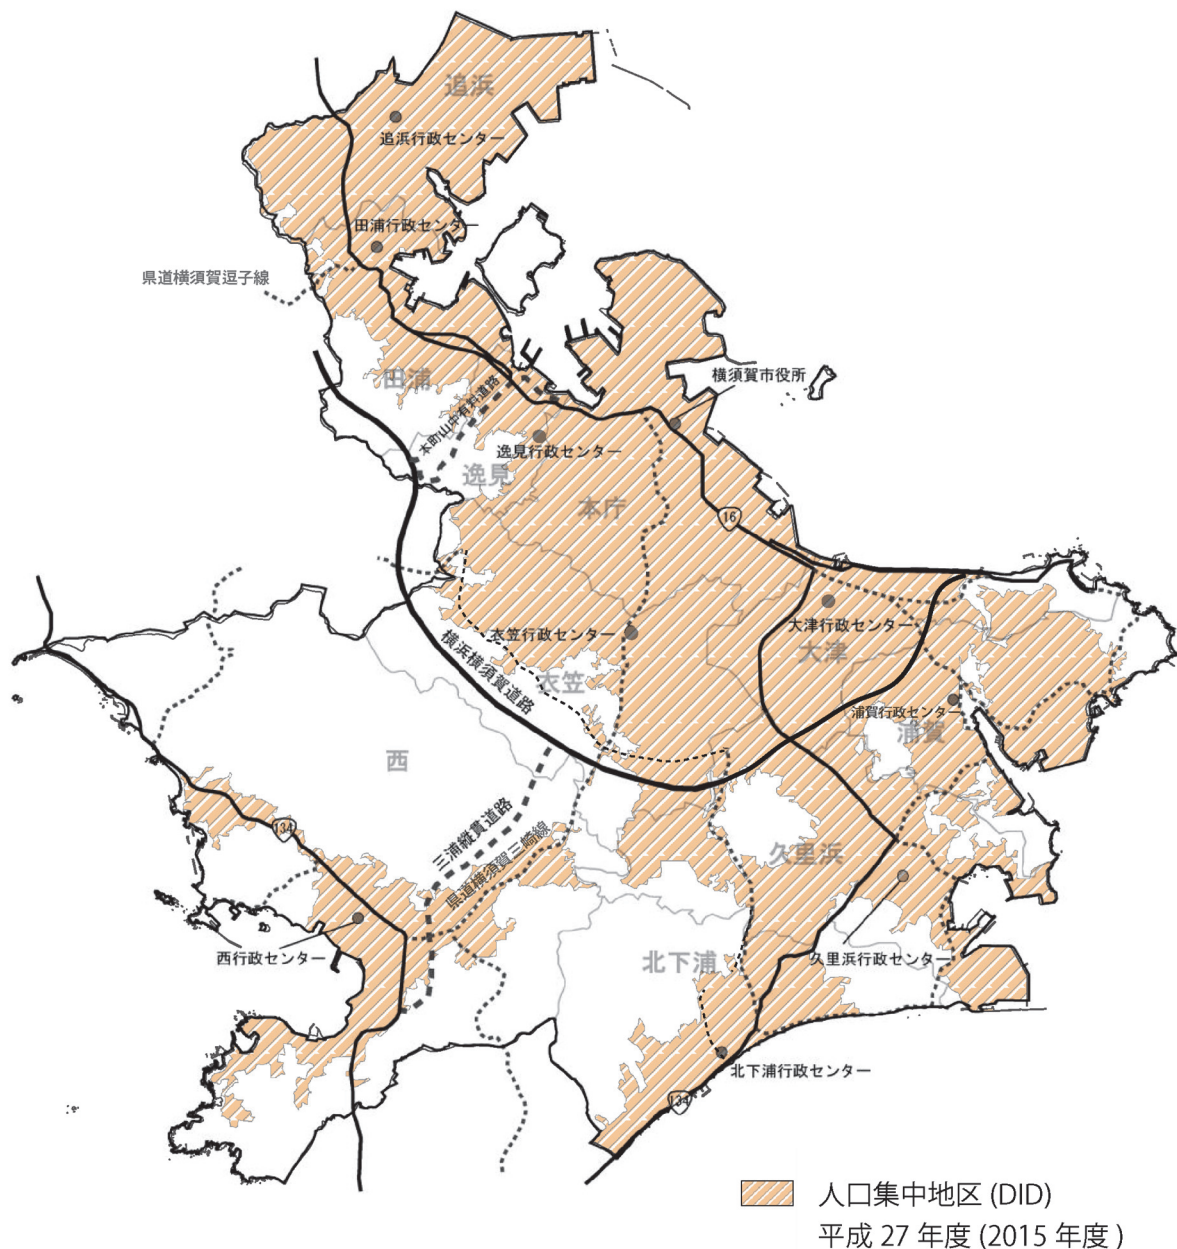 追浜
追浜行政センター
田浦行政センター
県道横須賀逗子線
横須賀市役所
田浦
本町山中有料道路
逸見行政センター
逸見
本庁
16
大津行政センター
衣笠行政センター
大津
横浜横須賀道路
衣笠
浦賀行政センター
浦賀
西
134
三浦縦貫道路
県道横須賀三崎線
久里浜
西行政センター
北下浦
久里浜行政センター
北下浦行政センター
134
人口集中地区 (DID)
平成 27 年度 (2015 年度 )